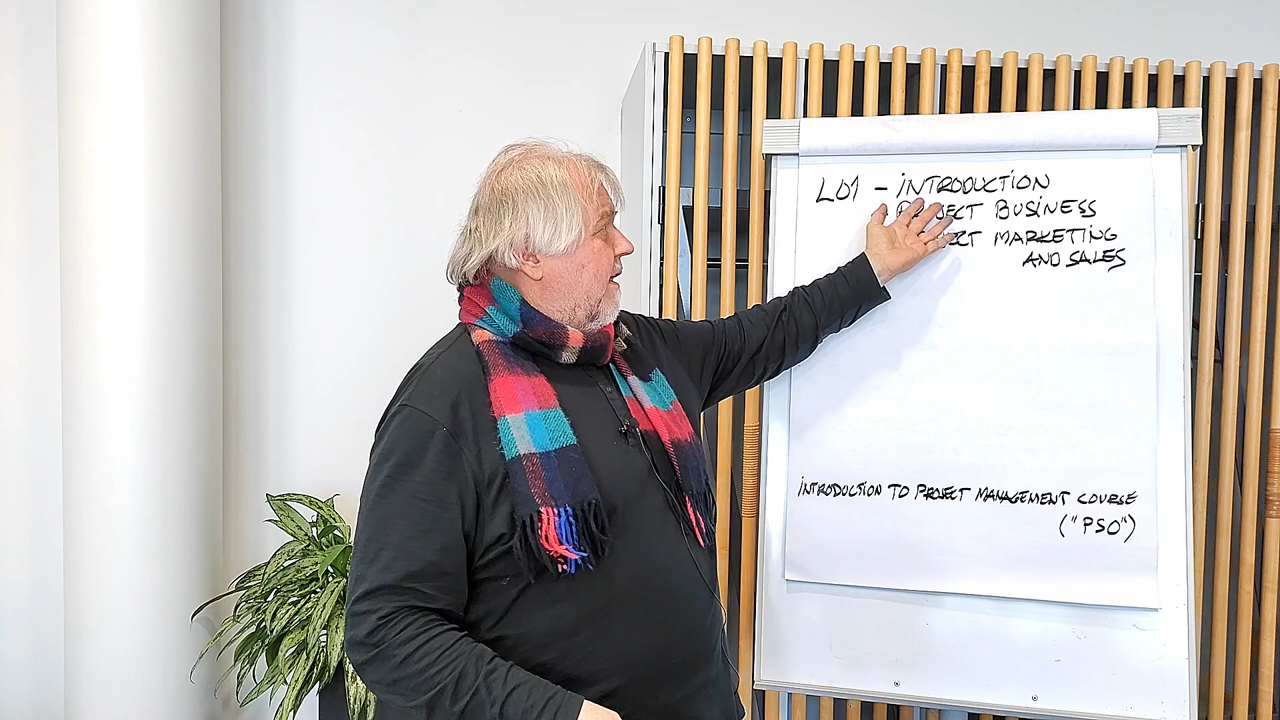 L01 - INTRODUCTION
BUSINESS
MARKETING
AND SALES
INTRODUCTION TO PROJECT MANAGEMENT COURSE
("PSO")